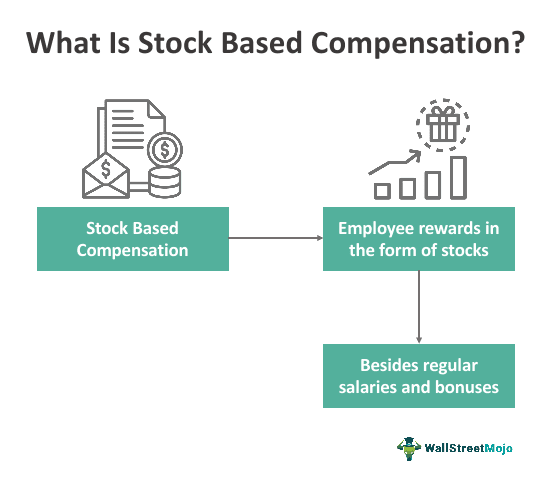 What Is Stock Based Compensation?
$
$
Stock Based
Compensation
Employee rewards in
the form of stocks
Besides regular
salaries and bonuses
WallStreetMojo